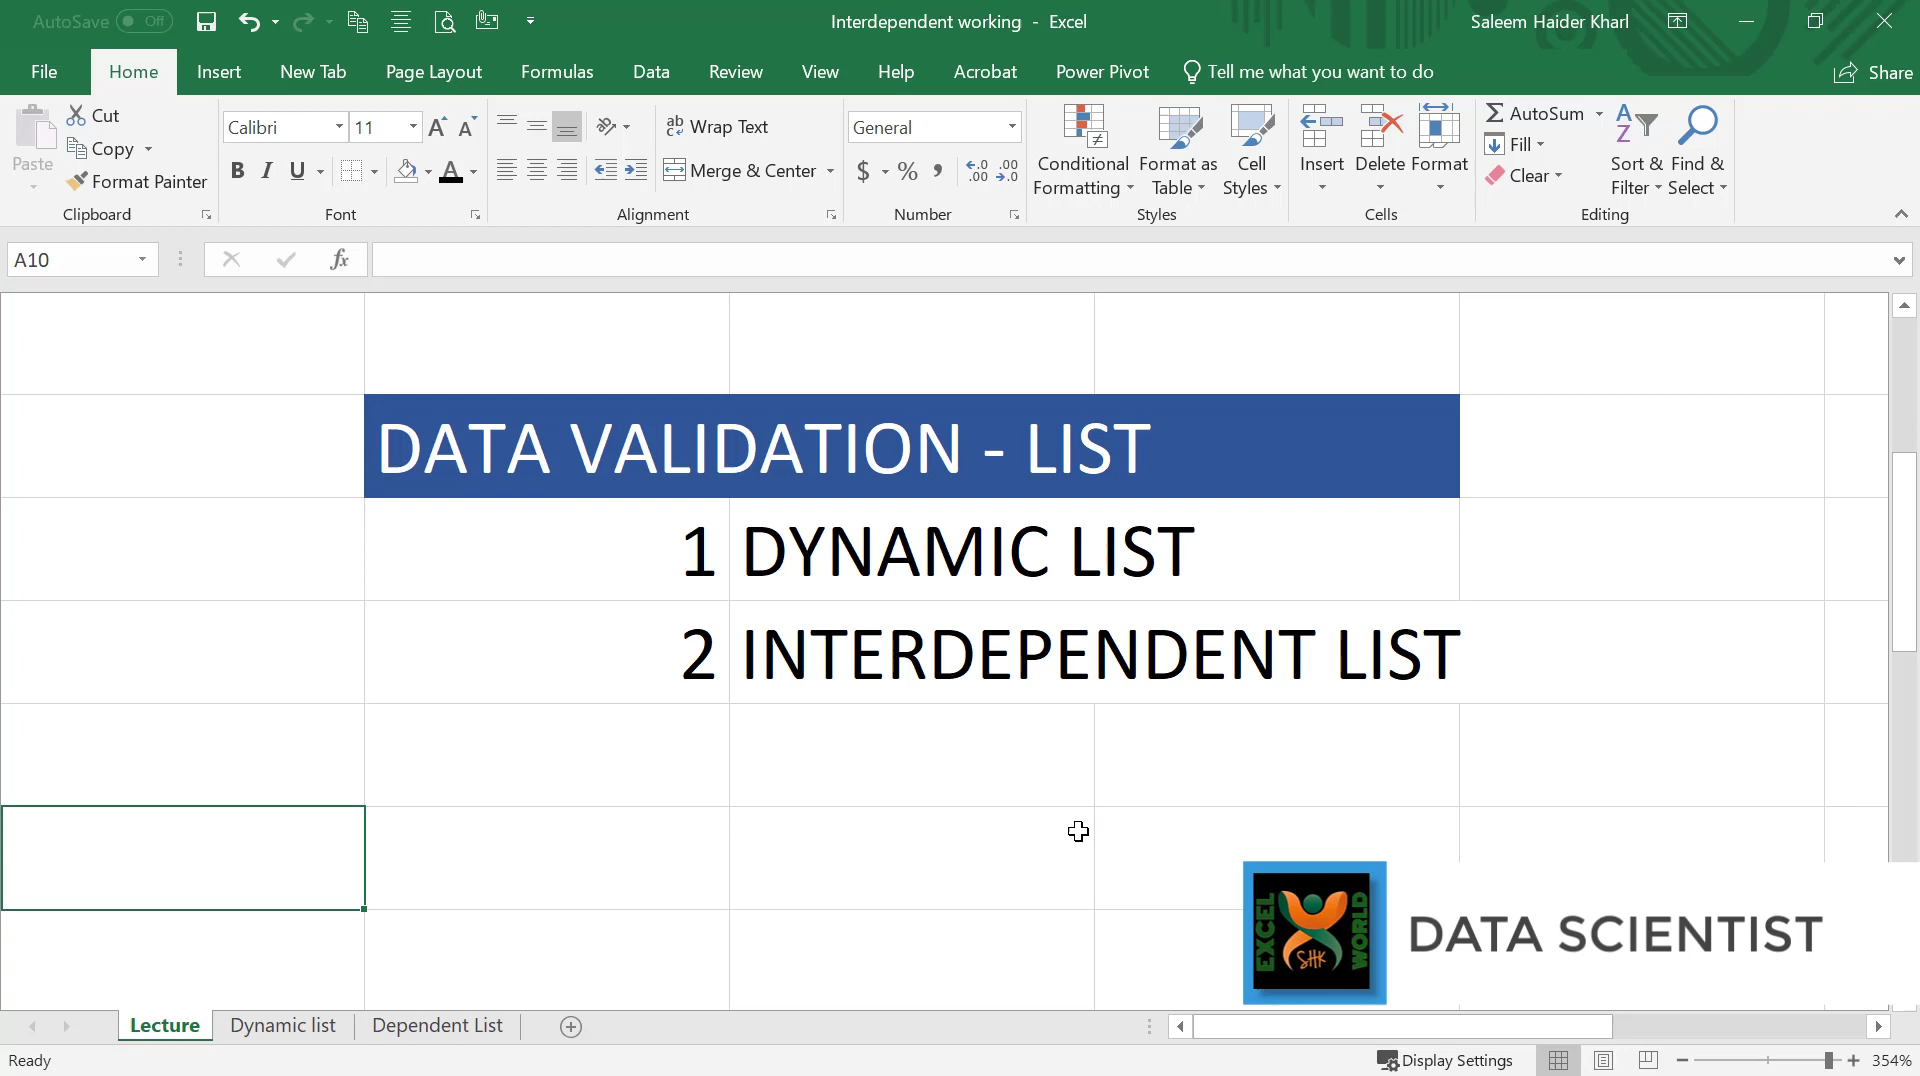 AutoSave Off
Interdependent working - Excel
Saleem Haider Kharl
File Home Insert New Tab Page Layout Formulas Data Review View Help Acrobat Power Pivot Tell me what you want to do Share
Paste
Cut
Copy
Format Painter
Clipboard
Calibri 11
B I U
Font
Wrap Text
Merge & Center
Alignment
General
$ % ,
Number
Conditional Formatting
Format as Table
Cell Styles
Styles
Insert
Delete
Format
Cells
AutoSum
Fill
Clear
Sort & Filter
Find & Select
Editing
A10
fx
DATA VALIDATION - LIST
1 DYNAMIC LIST
2 INTERDEPENDENT LIST
EXCEL WORLD
SHK
DATA SCIENTIST
Lecture Dynamic list Dependent List
Ready
Display Settings
354%